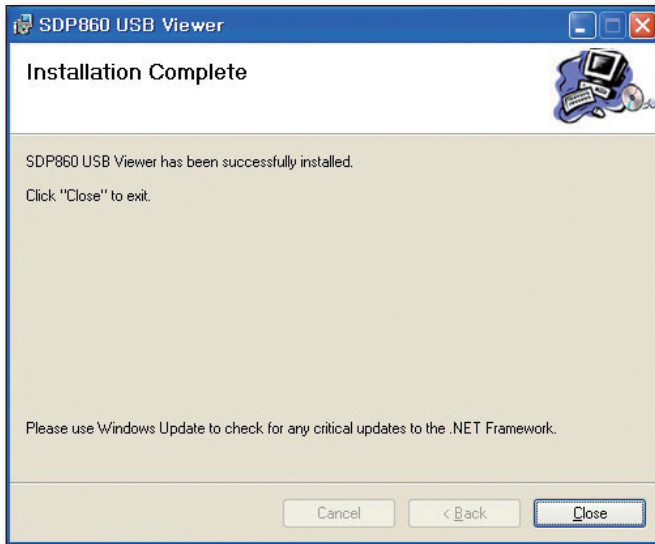 SDP860 USB Viewer
Installation Complete
SDP860 USB Viewer has been successfully installed.
Click "Close" to exit.
Please use Windows Update to check for any critical updates to the .NET Framework.
Cancel
< Back
Close